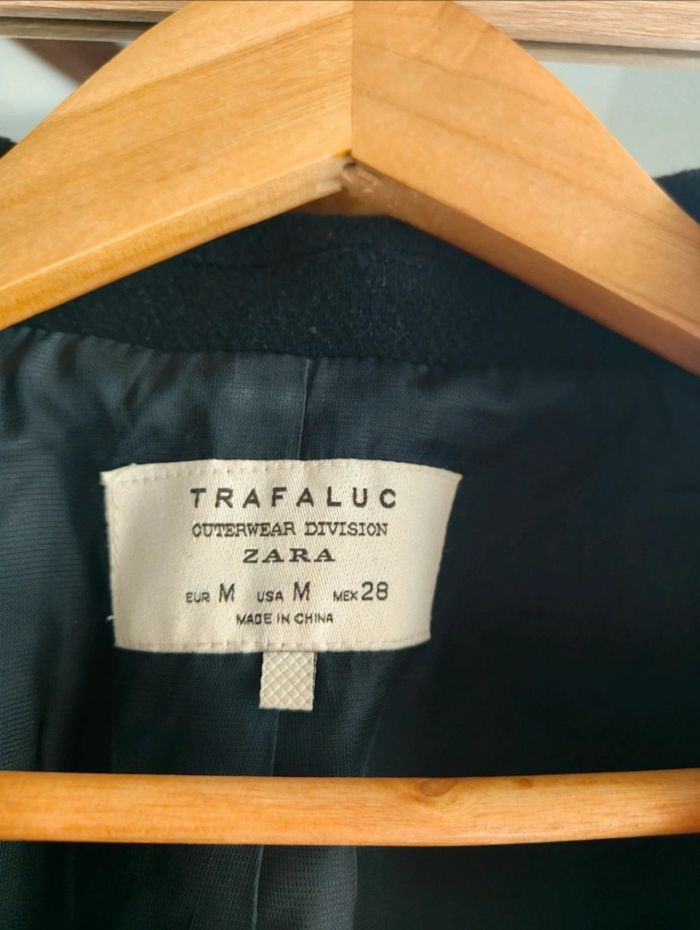 TRAFALUC
OUTERWEAR DIVISION
ZARA
EUR M USA M MEX 28
MADE IN CHINA